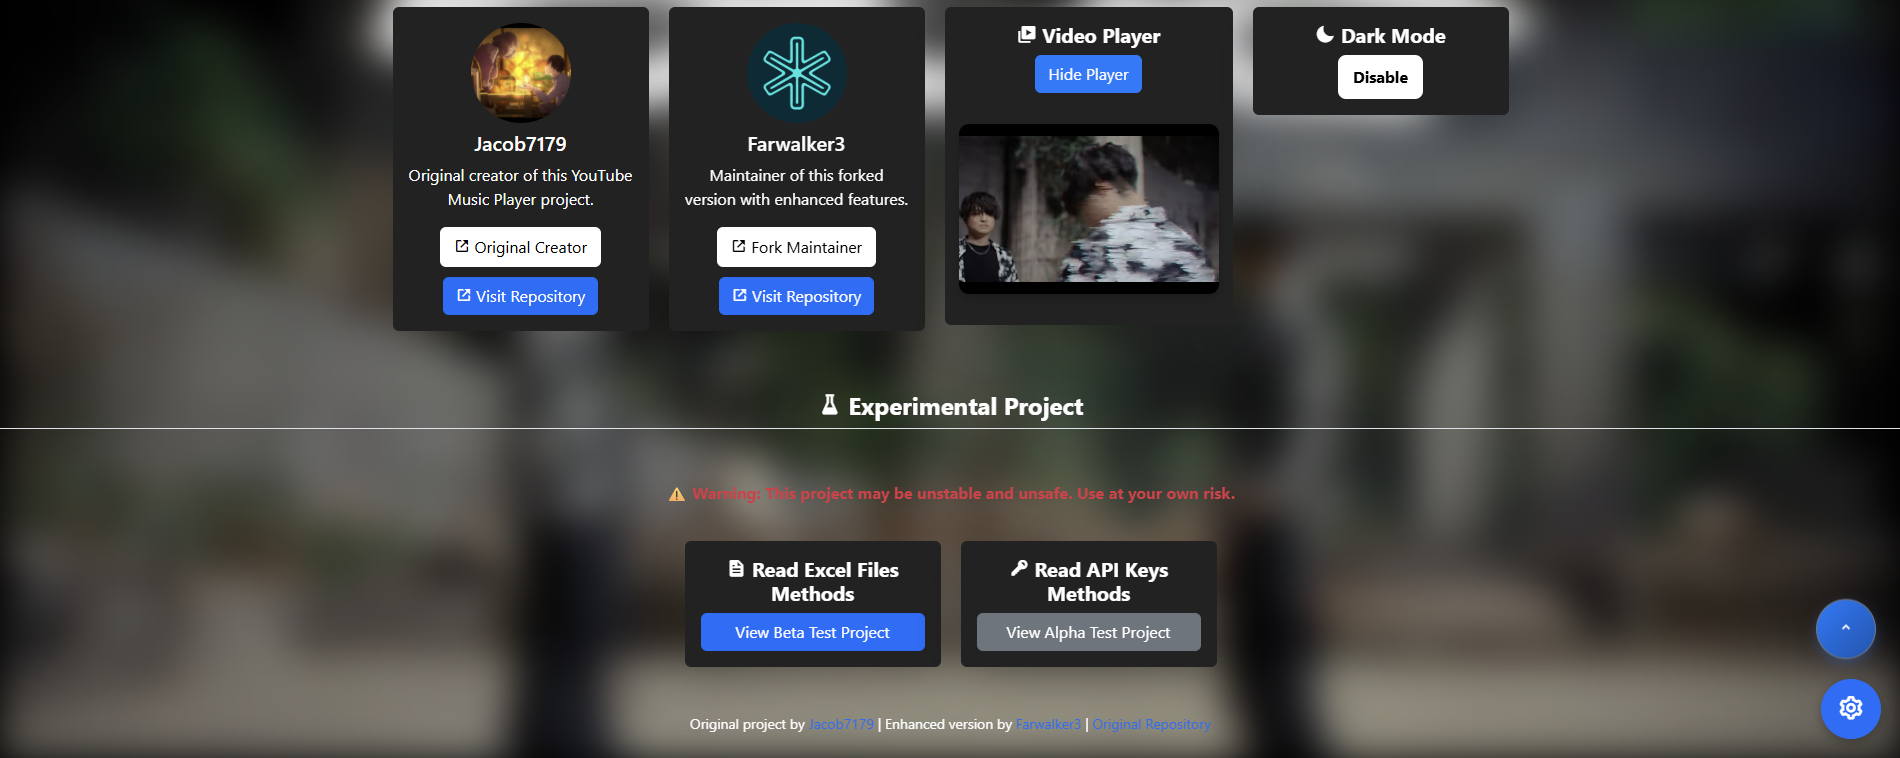 Jacob7179
Original creator of this YouTube
Music Player project.
Original Creator
Visit Repository
Farwalker3
Maintainer of this forked
version with enhanced features.
Fork Maintainer
Visit Repository
Video Player
Hide Player
Dark Mode
Disable
Experimental Project
Warning: This project may be unstable and unsafe. Use at your own risk.
Read Excel Files
Methods
View Beta Test Project
Read API Keys
Methods
View Alpha Test Project
Original project by Jacob7179 | Enhanced version by Farwalker3 | Original Repository